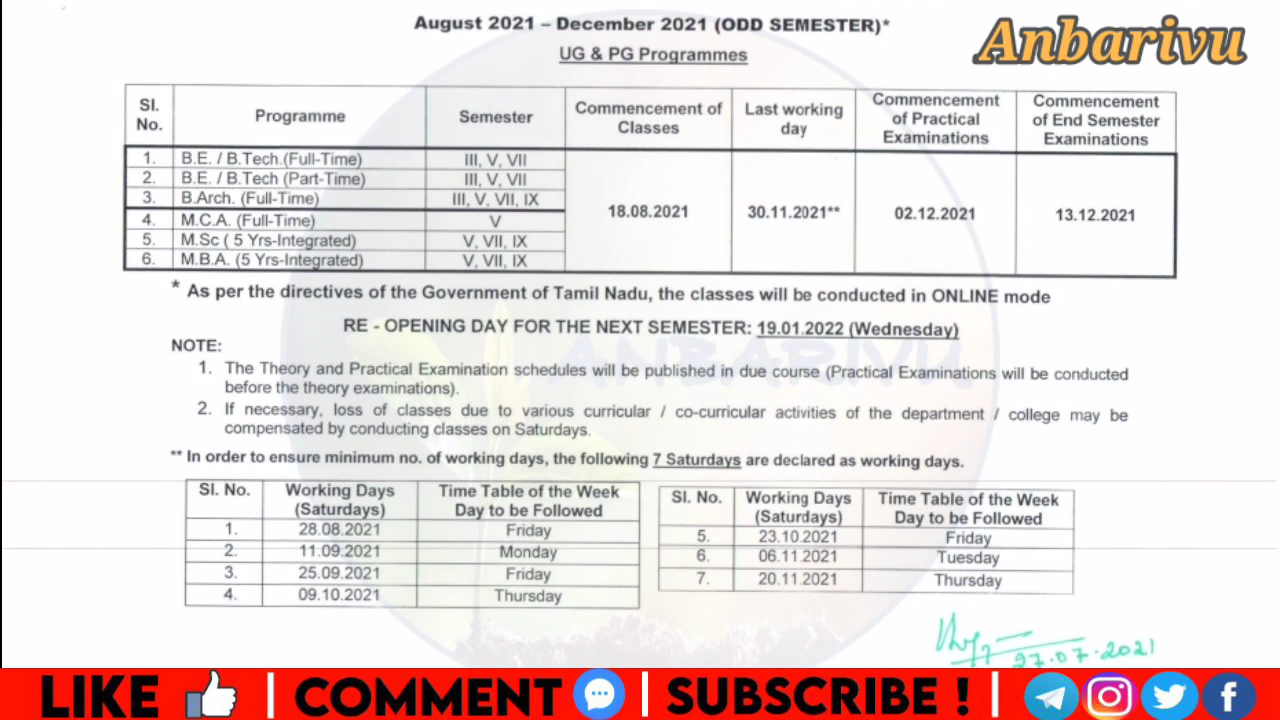 August 2021 – December 2021 (ODD SEMESTER)*
Anbarivu
UG & PG Programmes
Sl. No. Programme Semester Commencement of Classes Last working day Commencement of Practical Examinations Commencement of End Semester Examinations
1. B.E. / B.Tech.(Full-Time) III, V, VII
2. B.E. / B.Tech (Part-Time) III, V, VII
3. B.Arch. (Full-Time) III, V, VII, IX
18.08.2021 30.11.2021** 02.12.2021 13.12.2021
4. M.C.A. (Full-Time) V
5. M.Sc ( 5 Yrs-Integrated) V, VII, IX
6. M.B.A. (5 Yrs-Integrated) V, VII, IX
* As per the directives of the Government of Tamil Nadu, the classes will be conducted in ONLINE mode
RE - OPENING DAY FOR THE NEXT SEMESTER: 19.01.2022 (Wednesday)
ANBARIVU
NOTE:
1. The Theory and Practical Examination schedules will be published in due course (Practical Examinations will be conducted
before the theory examinations).
2. If necessary, loss of classes due to various curricular / co-curricular activities of the department / college may be
compensated by conducting classes on Saturdays.
** In order to ensure minimum no. of working days, the following 7 Saturdays are declared as working days.
Sl. No. Working Days (Saturdays) Time Table of the Week Day to be Followed
1. 28.08.2021 Friday
2. 11.09.2021 Monday
3. 25.09.2021 Friday
4. 09.10.2021 Thursday
Sl. No. Working Days (Saturdays) Time Table of the Week Day to be Followed
5. 23.10.2021 Friday
6. 06.11.2021 Tuesday
7. 20.11.2021 Thursday
27.07.2021
LIKE | COMMENT | SUBSCRIBE ! |